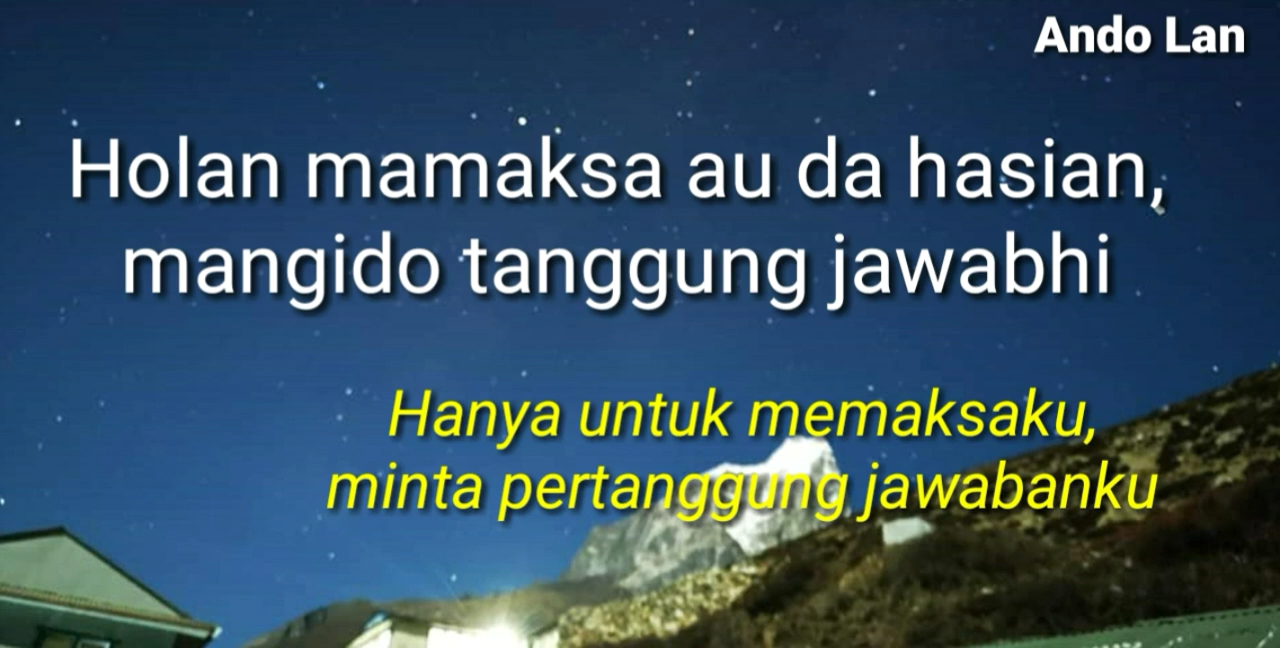 Ando Lan
Holan mamaksa au da hasian,
mangido tanggung jawabhi
Hanya untuk memaksaku,
minta pertanggung jawabanku